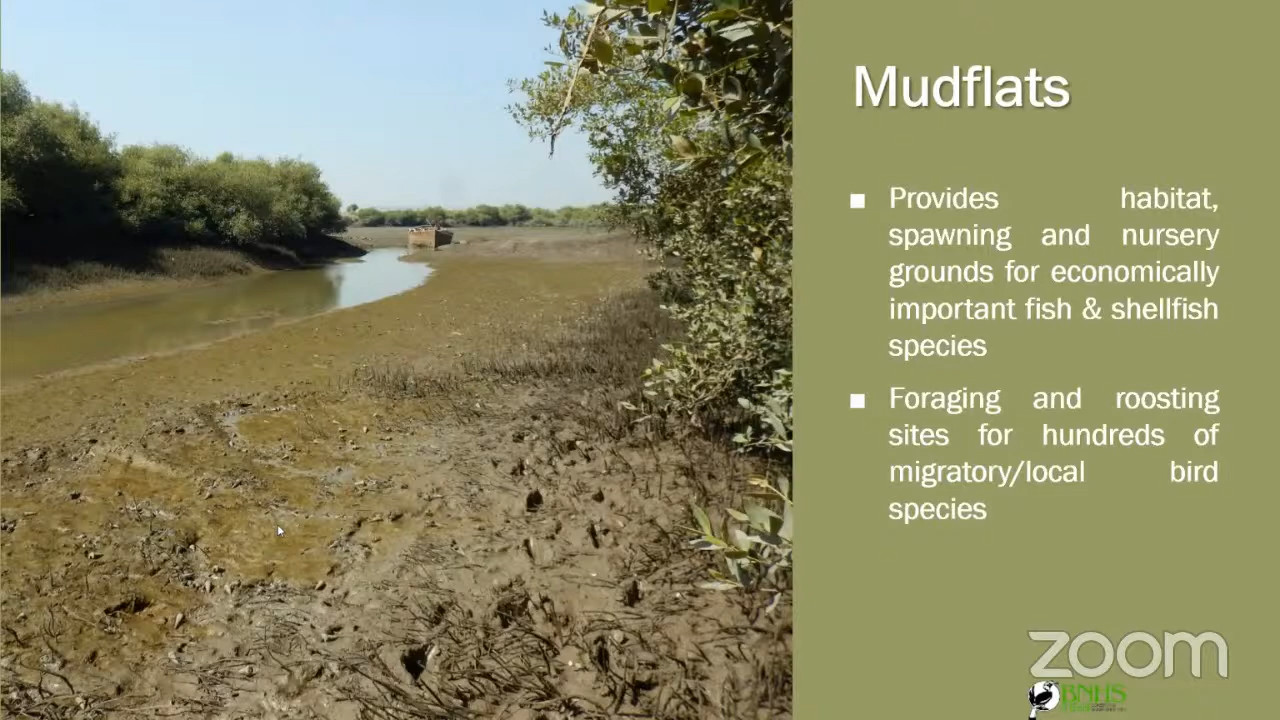 Mudflats
Provides habitat,
spawning and nursery
grounds for economically
important fish & shellfish
species
Foraging and roosting
sites for hundreds of
migratory/local bird
species
zoom
BNHS